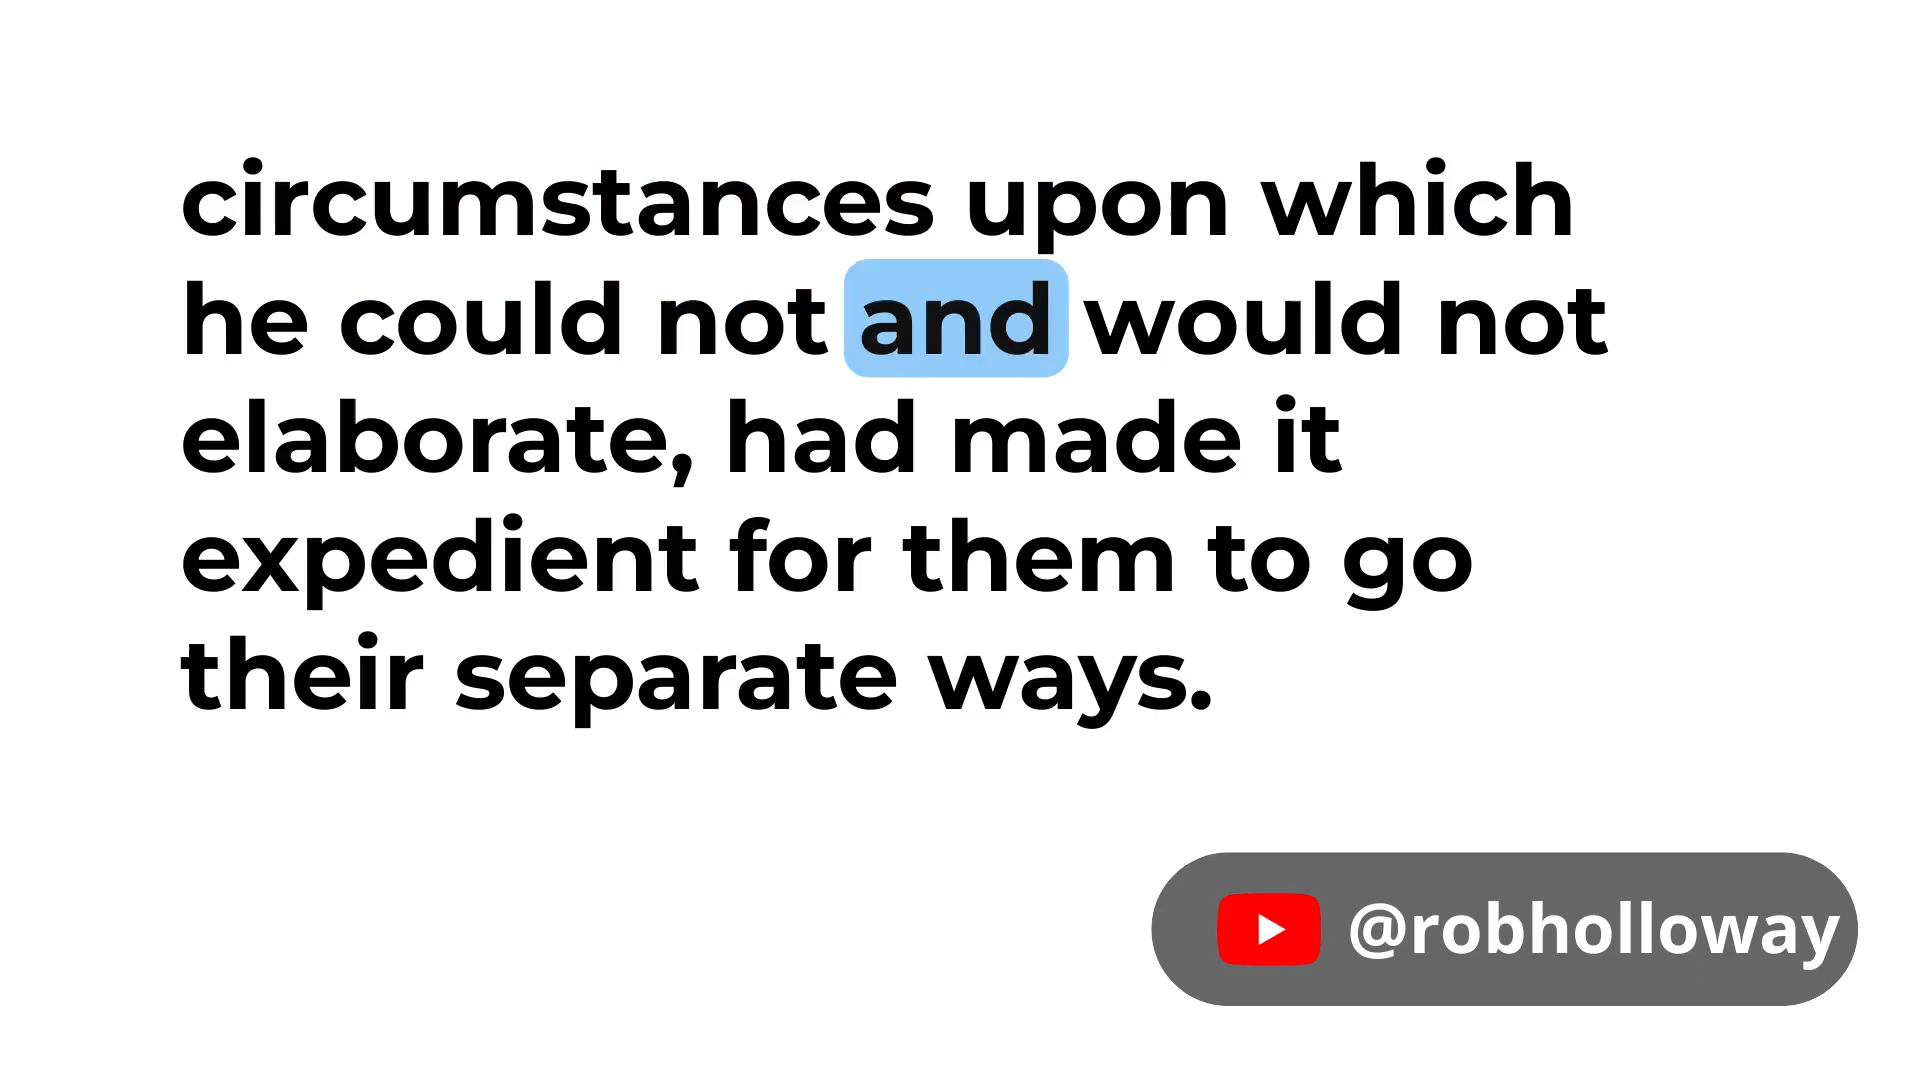 circumstances upon which
he could not and would not
elaborate, had made it
expedient for them to go
their separate ways.
@robholloway